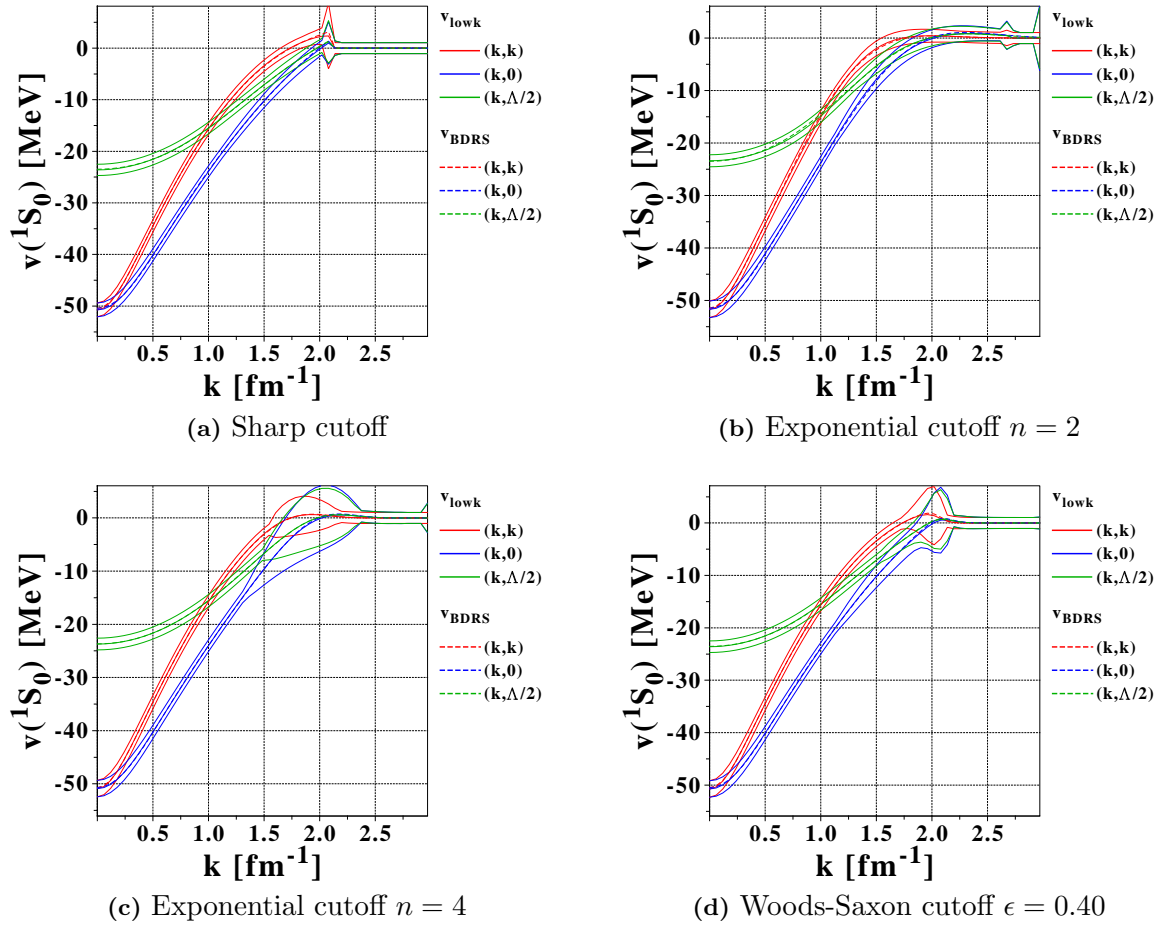 v(¹S₀) [MeV]
0
-10
-20
-30
-40
-50
0.5 1.0 1.5 2.0 2.5
k [fm⁻¹]
v_lowk
(k,k)
(k,0)
(k,Λ/2)
v_BDRS
(k,k)
(k,0)
(k,Λ/2)
(a) Sharp cutoff
v(¹S₀) [MeV]
0
-10
-20
-30
-40
-50
0.5 1.0 1.5 2.0 2.5
k [fm⁻¹]
v_lowk
(k,k)
(k,0)
(k,Λ/2)
v_BDRS
(k,k)
(k,0)
(k,Λ/2)
(b) Exponential cutoff n = 2
v(¹S₀) [MeV]
0
-10
-20
-30
-40
-50
0.5 1.0 1.5 2.0 2.5
k [fm⁻¹]
v_lowk
(k,k)
(k,0)
(k,Λ/2)
v_BDRS
(k,k)
(k,0)
(k,Λ/2)
(c) Exponential cutoff n = 4
v(¹S₀) [MeV]
0
-10
-20
-30
-40
-50
0.5 1.0 1.5 2.0 2.5
k [fm⁻¹]
v_lowk
(k,k)
(k,0)
(k,Λ/2)
v_BDRS
(k,k)
(k,0)
(k,Λ/2)
(d) Woods-Saxon cutoff ϵ = 0.40